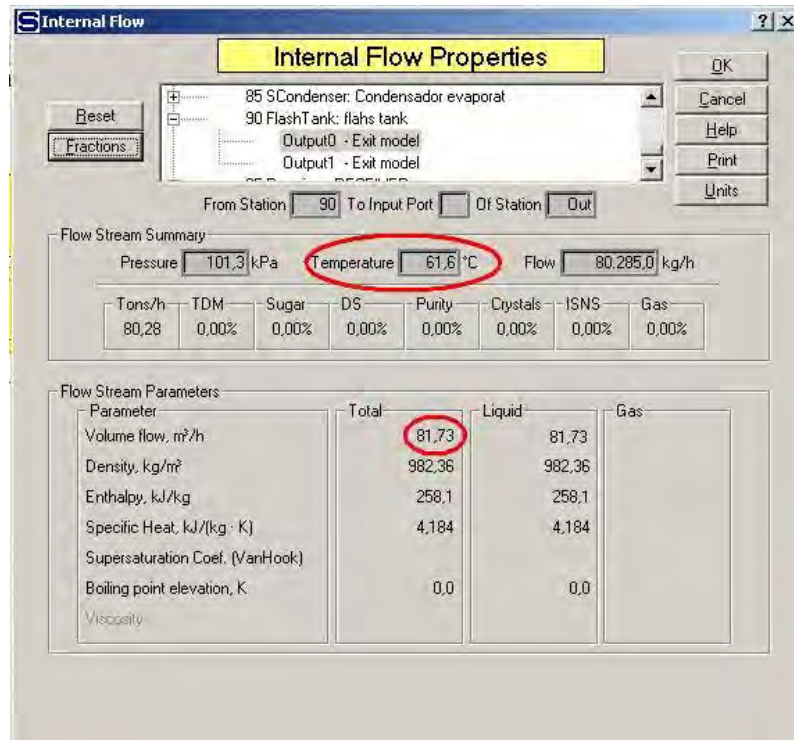 Internal Flow
Internal Flow Properties
OK
Cancel
Help
Print
Units
Reset
Fractions
85 SCondenser: Condensador evaporat
90 FlashTank: flahs tank
Output0 - Exit model
Output1 - Exit model
From Station 90 To Input Port Of Station Out
Flow Stream Summary
Pressure 101,3 kPa Temperature 61,6 °C Flow 80.285,0 kg/h
Tons/h TDM Sugar DS Purity Crystals ISNS Gas
80,28 0,00% 0,00% 0,00% 0,00% 0,00% 0,00% 0,00%
Flow Stream Parameters
Parameter Total Liquid Gas
Volume flow, m³/h 81,73 81,73
Density, kg/m³ 982,36 982,36
Enthalpy, kJ/kg 258,1 258,1
Specific Heat, kJ/(kg · K) 4,184 4,184
Supersaturation Coef. (VanHook)
Boiling point elevation, K 0,0 0,0
Viscosity